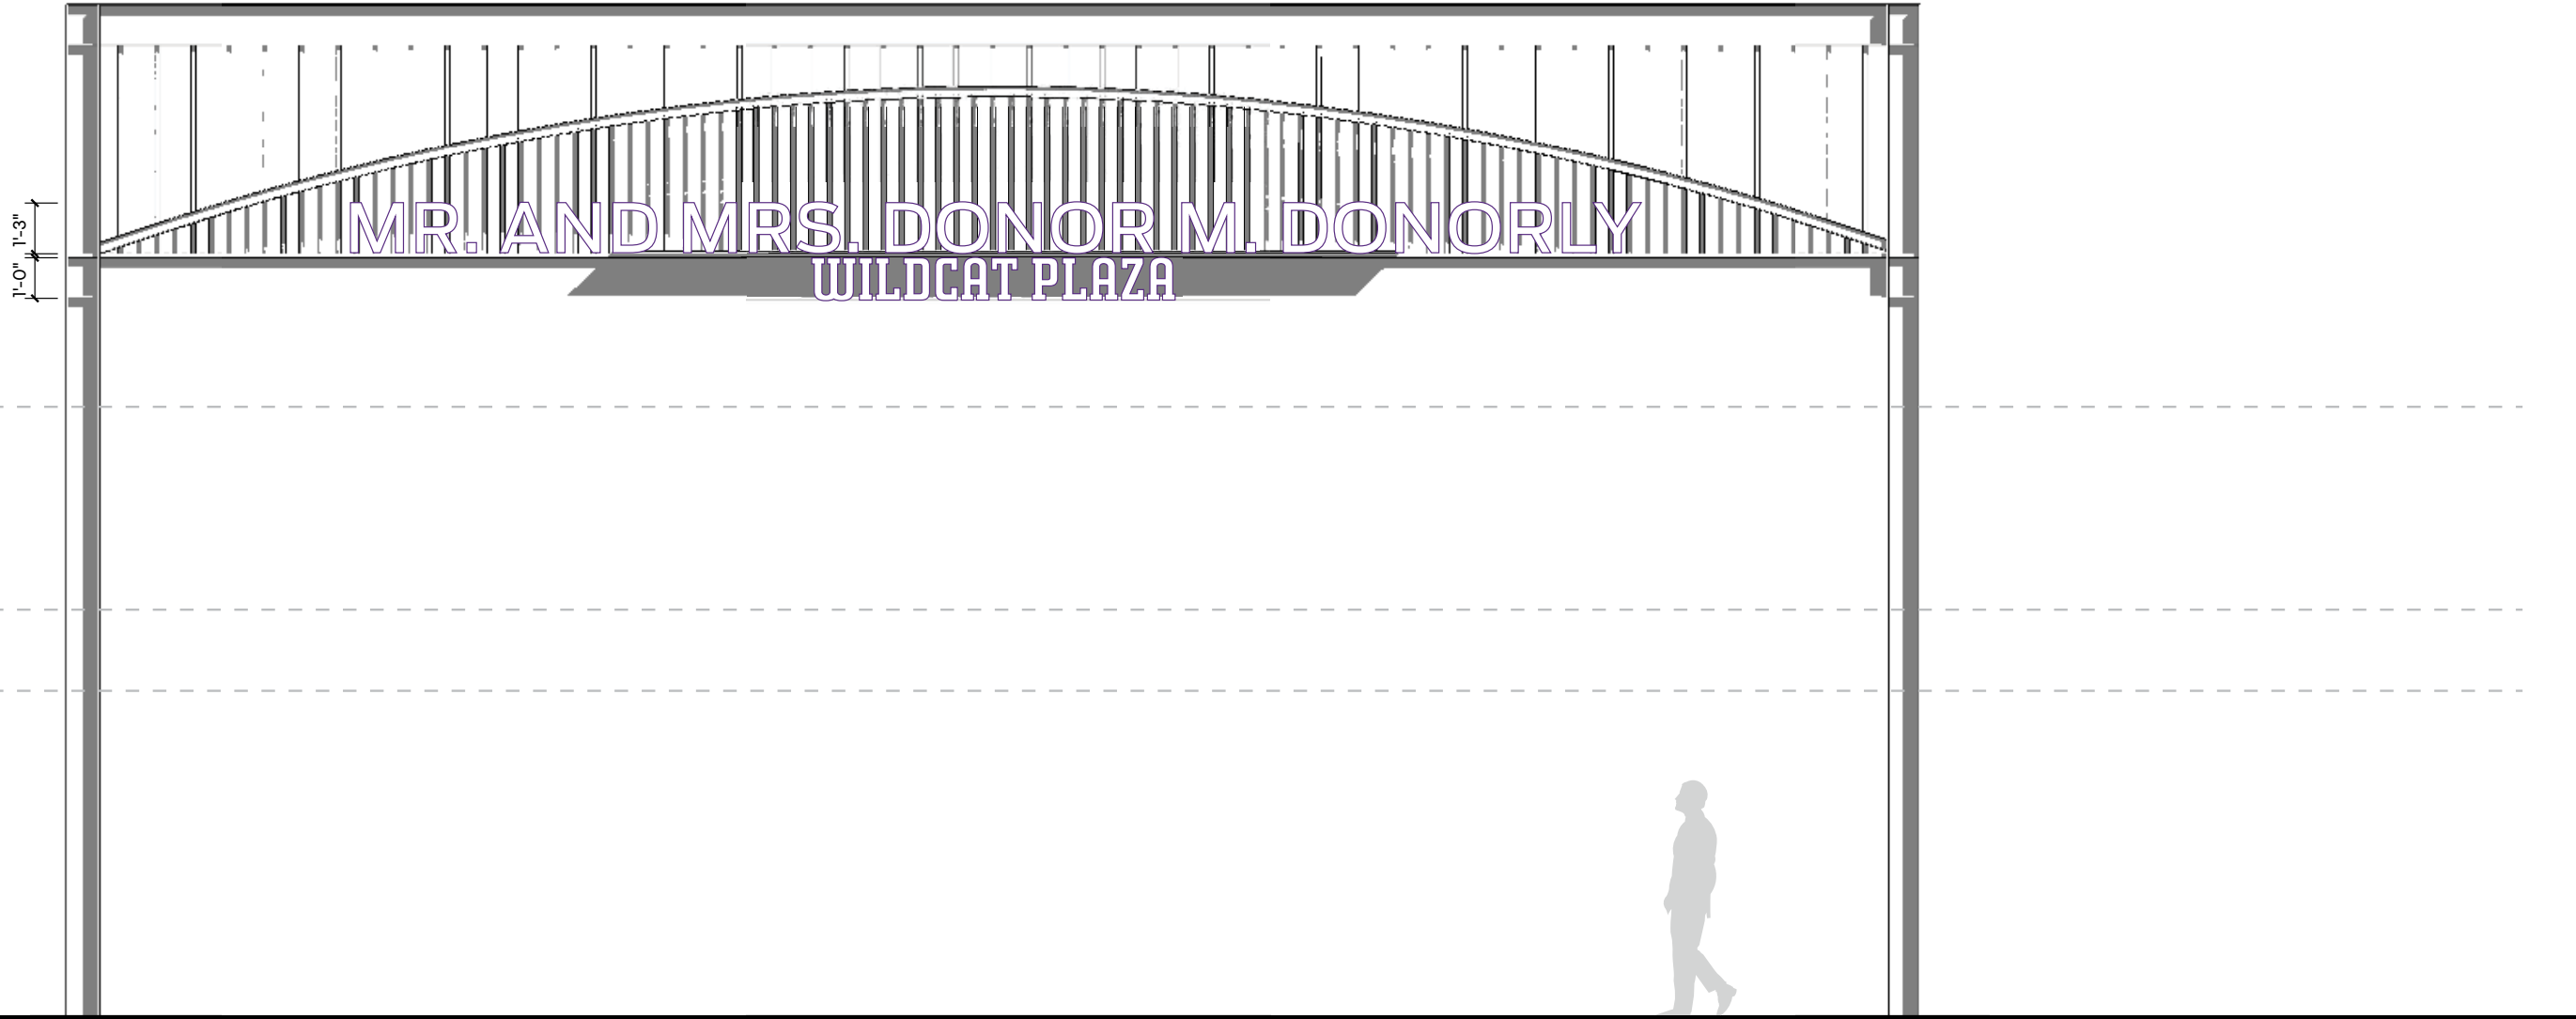 MR. AND MRS. DONOR M. DONORLY
WILDCAT PLAZA
1'-3"
1'-0"